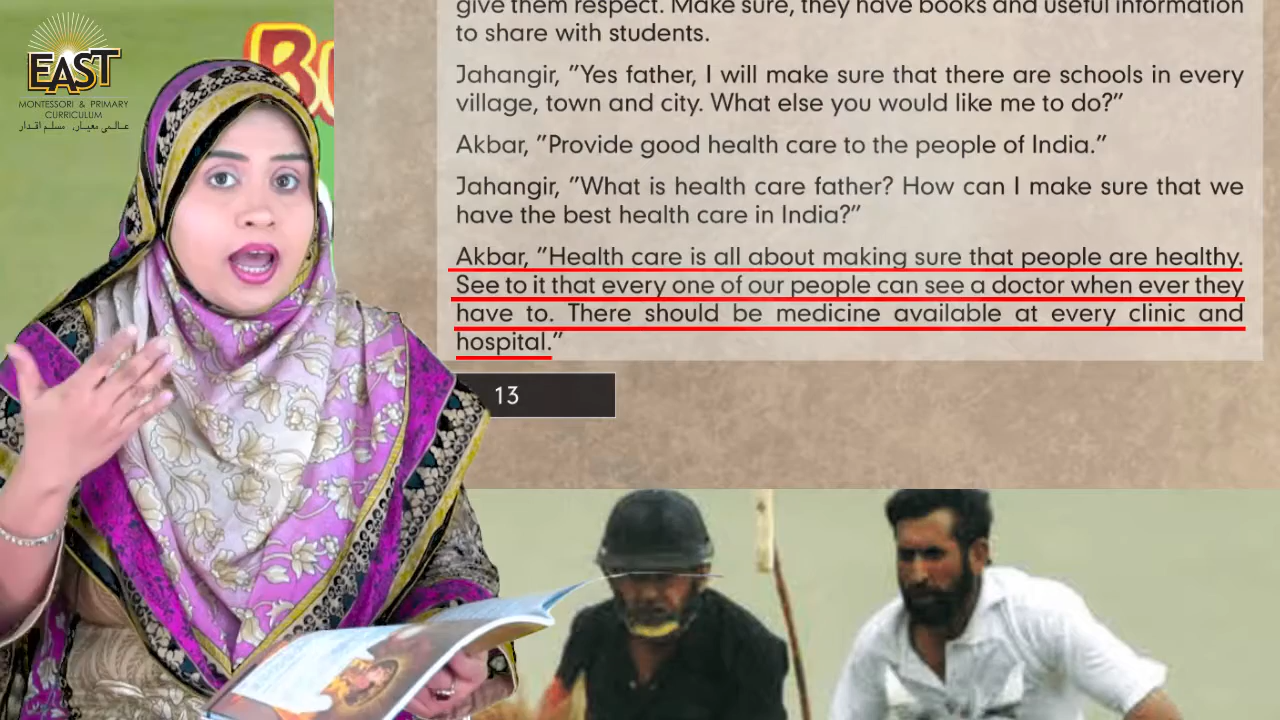 EAST
MONTESSORI & PRIMARY
CURRICULUM
عالمی معیار، مسلم اقدار
Bu
give them respect. Make sure, they have books and useful information
to share with students.
Jahangir, ”Yes father, I will make sure that there are schools in every
village, town and city. What else you would like me to do?”
Akbar, ”Provide good health care to the people of India.”
Jahangir, ”What is health care father? How can I make sure that we
have the best health care in India?”
Akbar, ”Health care is all about making sure that people are healthy.
See to it that every one of our people can see a doctor when ever they
have to. There should be medicine available at every clinic and
hospital.”
13